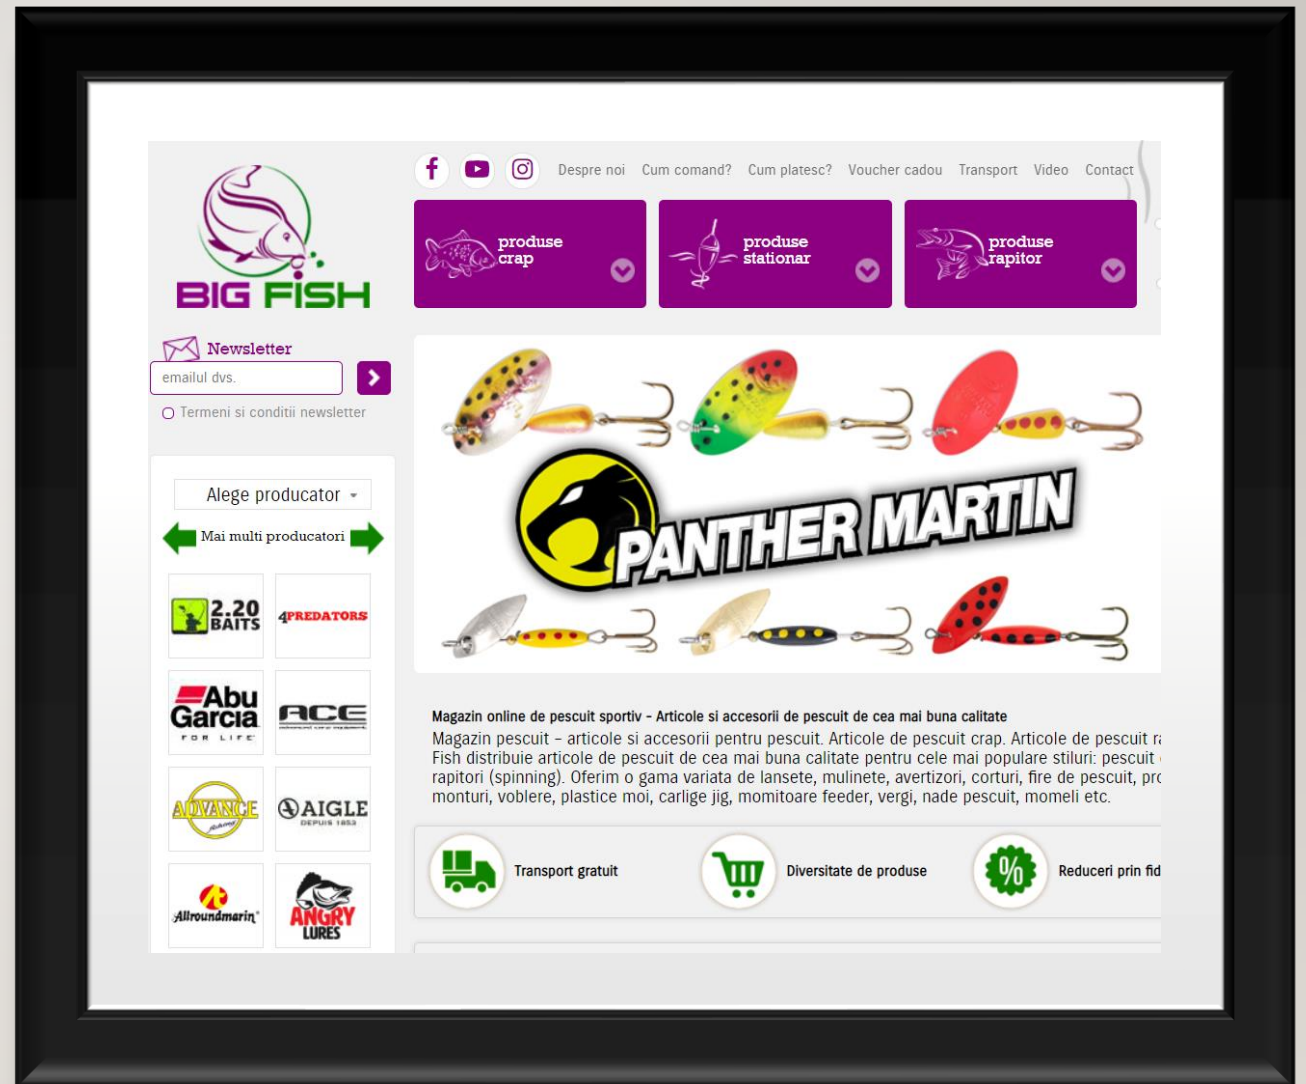 Despre noi Cum comand? Cum platesc? Voucher cadou Transport Video Contact
BIG FISH
produse
crap
produse
stationar
produse
rapitor
Newsletter
emailul dvs.
Termeni si conditii newsletter
Alege producator
Mai multi producatori
2.20
BAITS
4PREDATORS
Abu
Garcia
FOR LIFE
ACE
ADVANCE
fishing
AIGLE
DEPUIS 1853
Allroundmarin
ANGRY
LURES
PANTHER MARTIN
Magazin online de pescuit sportiv - Articole si accesorii de pescuit de cea mai buna calitate
Magazin pescuit - articole si accesorii pentru pescuit. Articole de pescuit crap. Articole de pescuit
Fish distribuie articole de pescuit de cea mai buna calitate pentru cele mai populare stiluri: pescuit
rapitori (spinning). Oferim o gama variata de lansete, mulinete, avertizori, corturi, fire de pescuit,
monturi, voblere, plastice moi, carlige jig, momitoare feeder, vergi, nade pescuit, momeli etc.
Transport gratuit
Diversitate de produse
% Reduceri prin fid